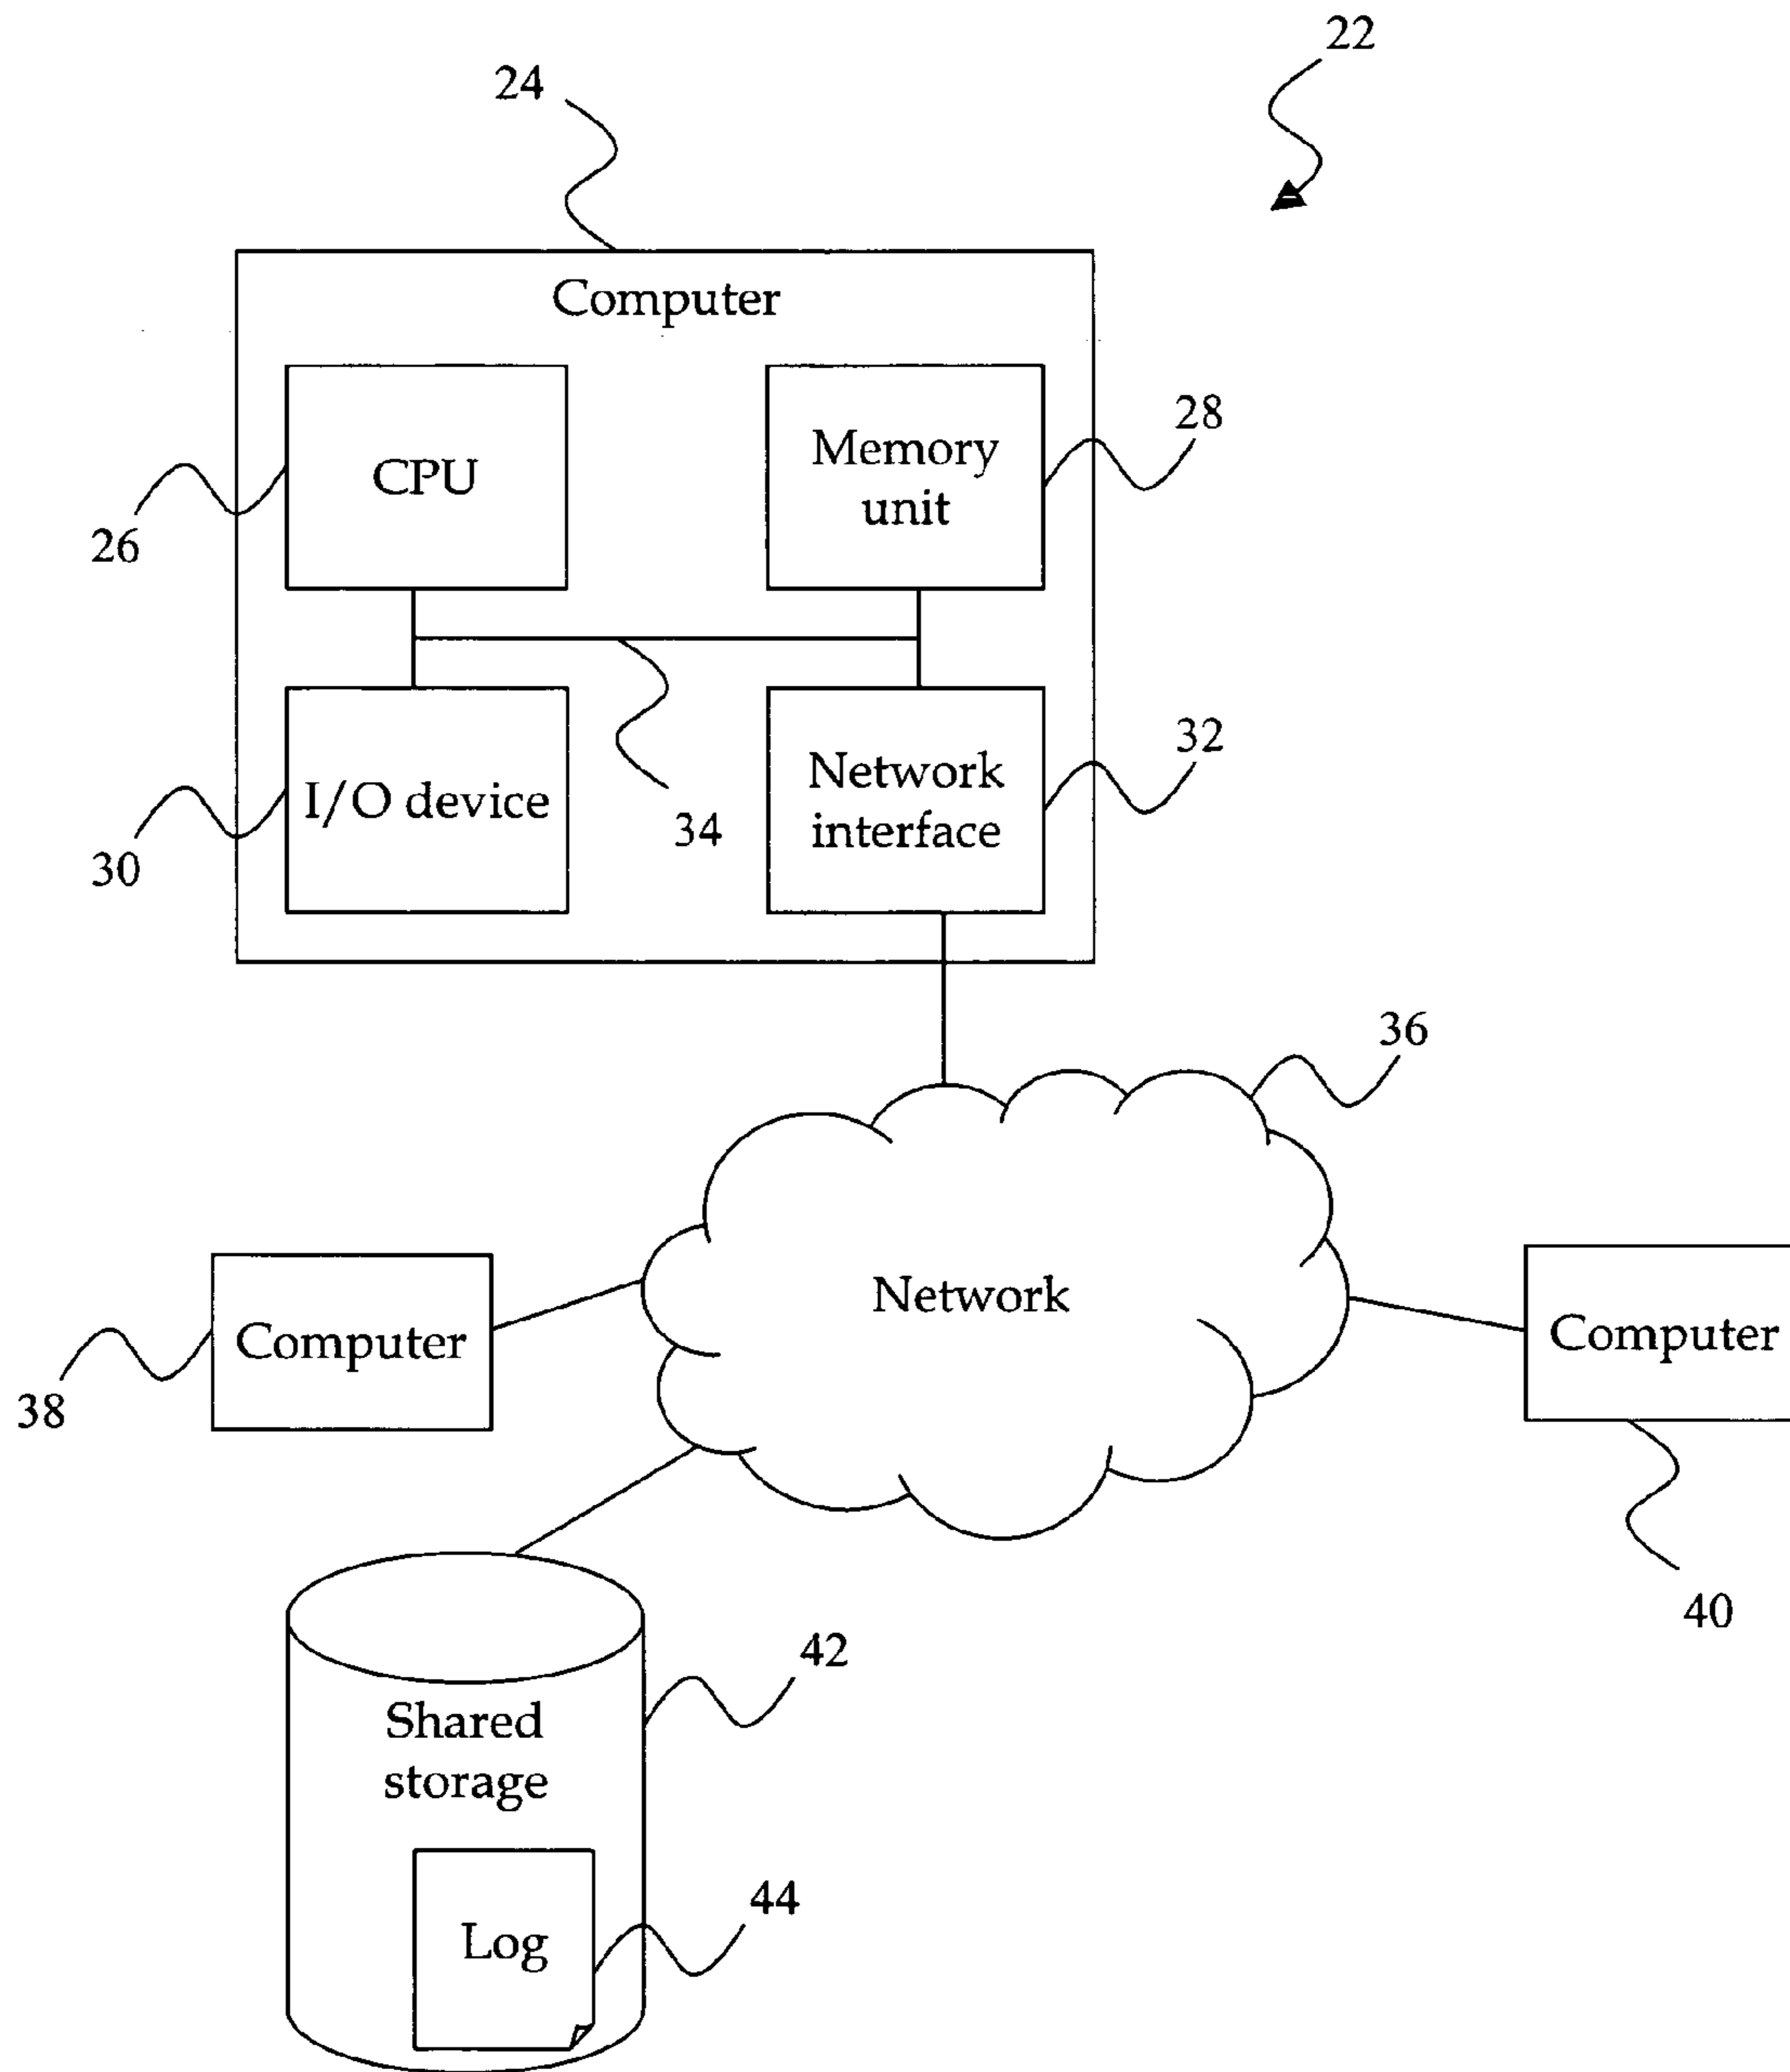 22
24
Computer
CPU
Memory
unit
28
26
I/O device
Network
interface
32
34
30
36
Network
Computer
Computer
38
40
Shared
storage
42
Log
44